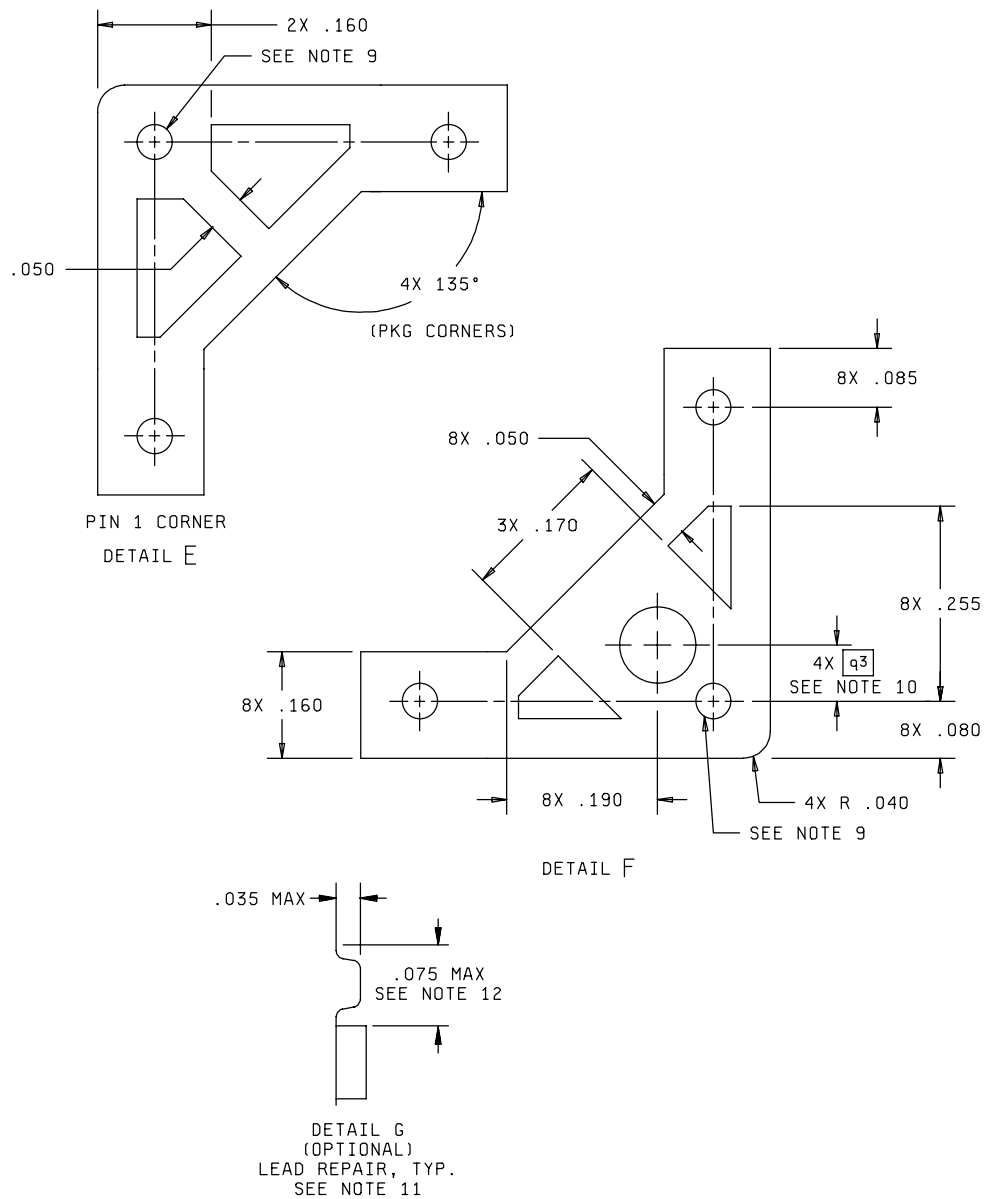 2X .160
SEE NOTE 9
.050
4X 135°
(PKG CORNERS)
PIN 1 CORNER
DETAIL E
8X .085
8X .050
3X .170
8X .255
4X q3
SEE NOTE 10
8X .160
8X .080
8X .190
4X R .040
SEE NOTE 9
DETAIL F
.035 MAX
.075 MAX
SEE NOTE 12
DETAIL G
(OPTIONAL)
LEAD REPAIR, TYP.
SEE NOTE 11